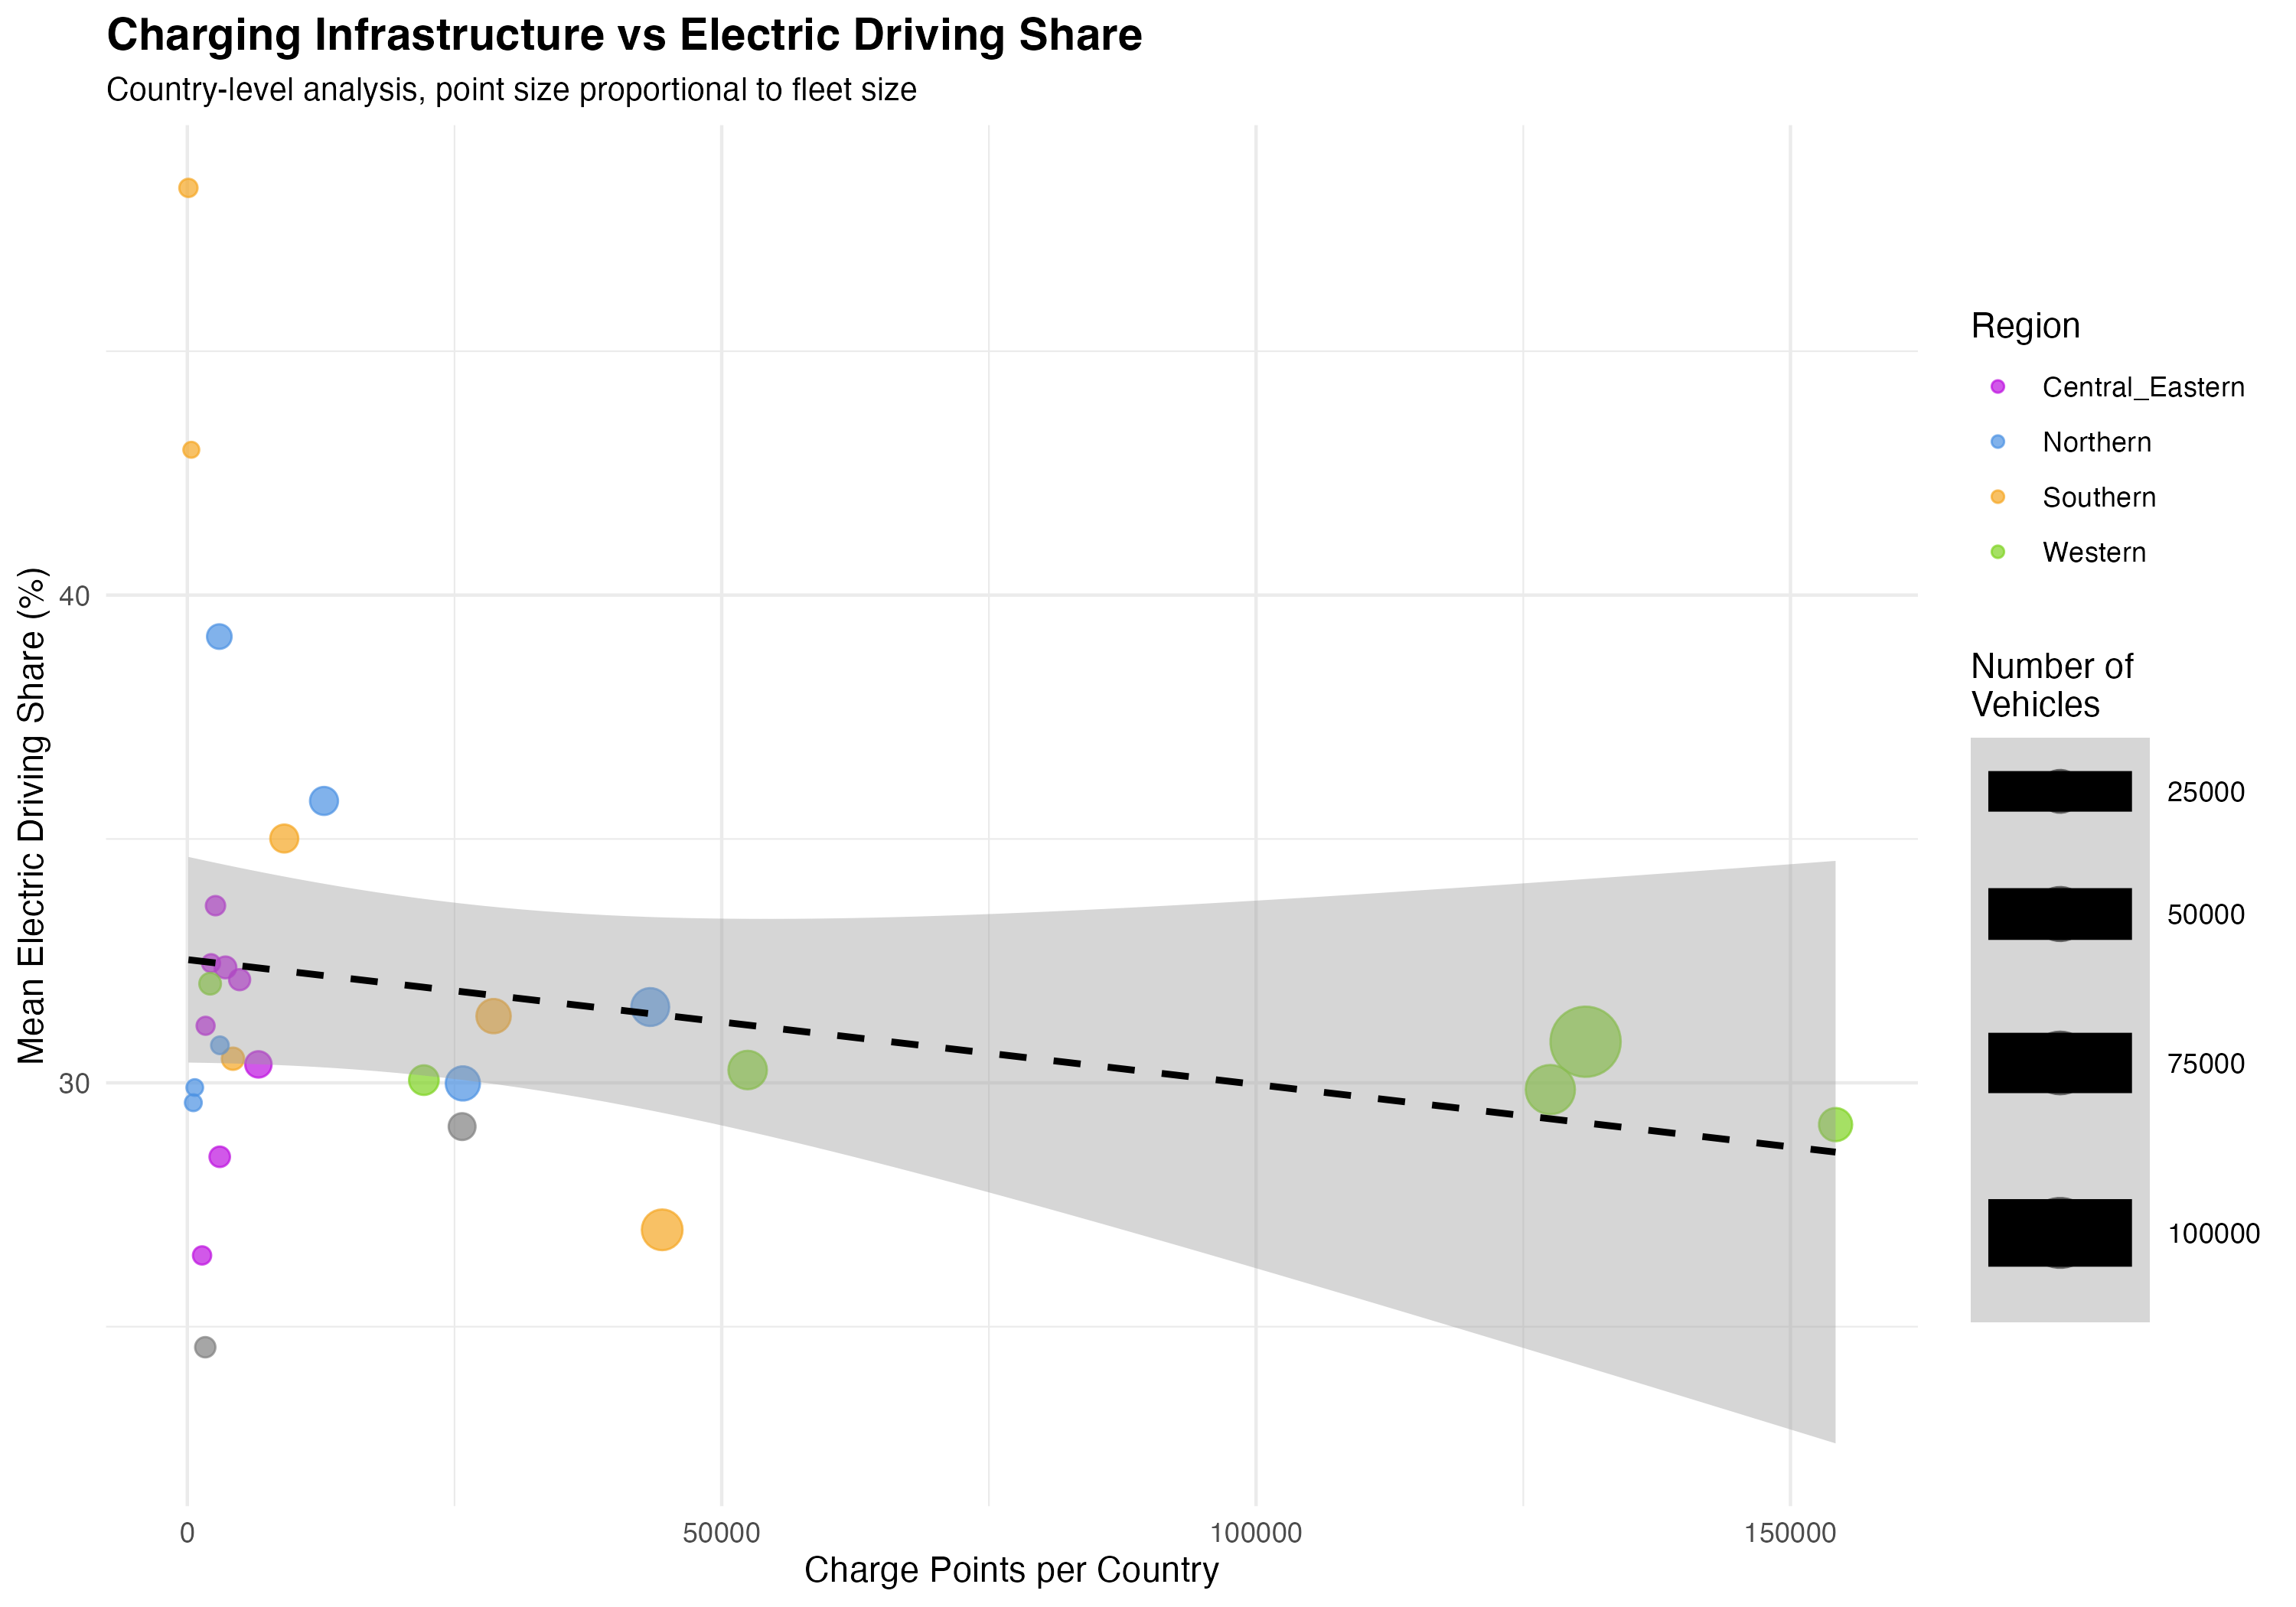 Charging Infrastructure vs Electric Driving Share
Country-level analysis, point size proportional to fleet size
Mean Electric Driving Share (%)
40
30
0
50000
100000
150000
Charge Points per Country
Region
Central_Eastern
Northern
Southern
Western
Number of
Vehicles
25000
50000
75000
100000